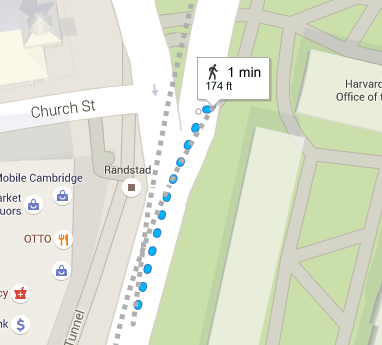 1 min
174 ft
Harvard
Office of t
Church St
Randstad
Mobile Cambridge
arket
uors
OTTO
cy
nk
Tunnel
$